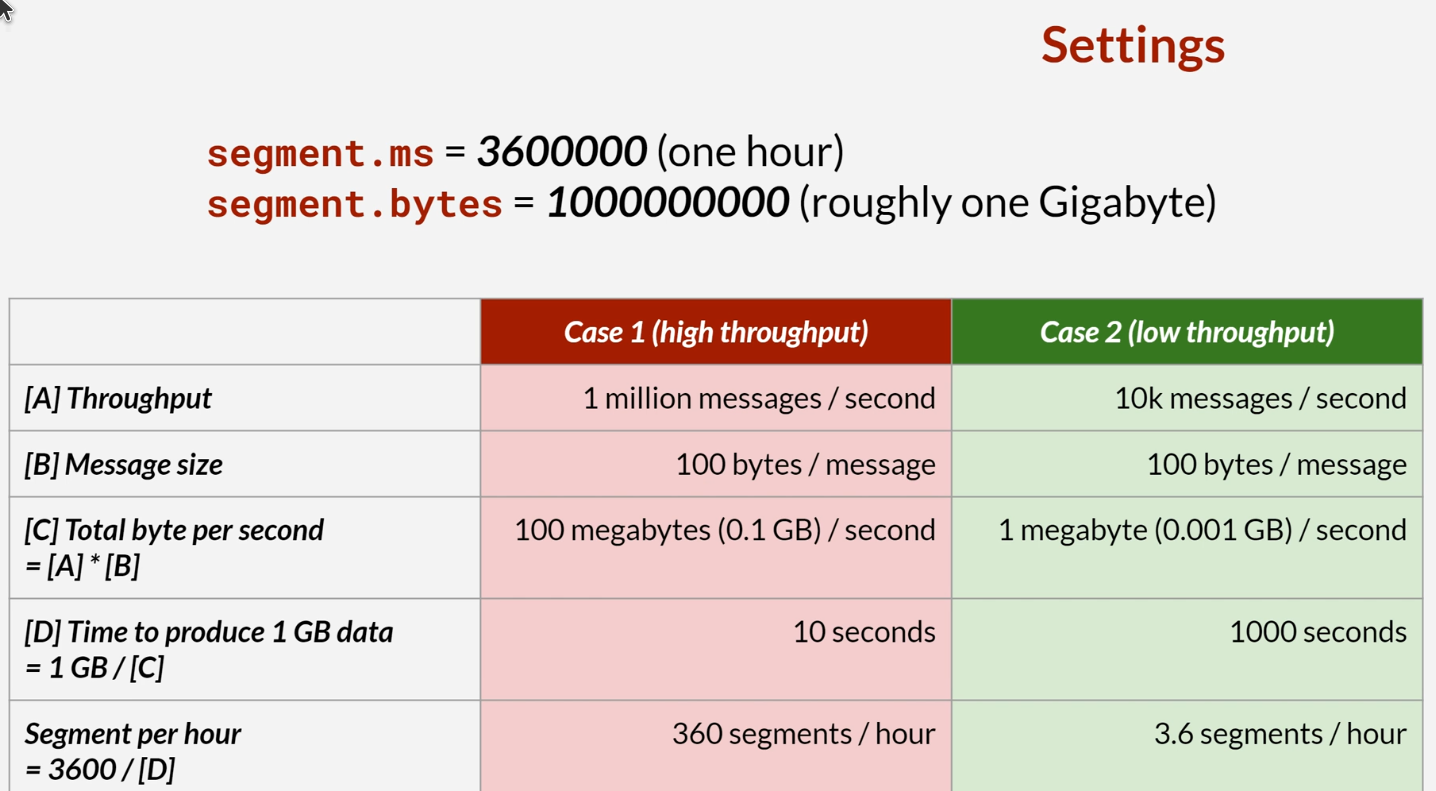 Settings
segment.ms = 3600000 (one hour)
segment.bytes = 1000000000 (roughly one Gigabyte)
Case 1 (high throughput) Case 2 (low throughput)
[A] Throughput 1 million messages / second 10k messages / second
[B] Message size 100 bytes / message 100 bytes / message
[C] Total byte per second 100 megabytes (0.1 GB) / second 1 megabyte (0.001 GB) / second
= [A] * [B]
[D] Time to produce 1 GB data 10 seconds 1000 seconds
= 1 GB / [C]
Segment per hour 360 segments / hour 3.6 segments / hour
= 3600 / [D]